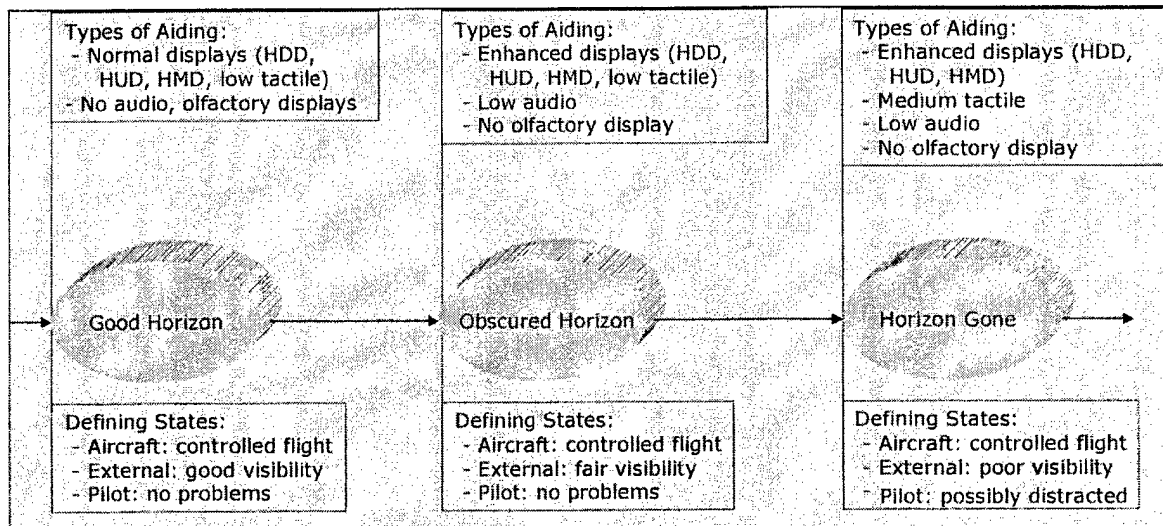 Types of Aiding:
- Normal displays (HDD,
HUD, HMD, low tactile)
- No audio, olfactory displays
Types of Aiding:
- Enhanced displays (HDD,
HUD, HMD, low tactile)
- Low audio
- No olfactory display
Types of Aiding:
- Enhanced displays (HDD,
HUD, HMD)
- Medium tactile
- Low audio
- No olfactory display
Good Horizon
Obscured Horizon
Horizon Gone
Defining States:
- Aircraft: controlled flight
- External: good visibility
- Pilot: no problems
Defining States:
- Aircraft: controlled flight
- External: fair visibility
- Pilot: no problems
Defining States:
- Aircraft: controlled flight
- External: poor visibility
- Pilot: possibly distracted